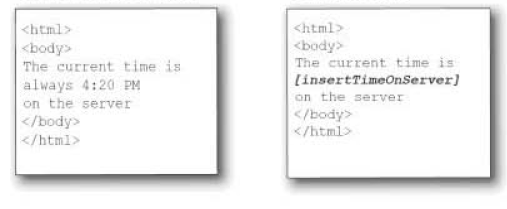 <html>
<body>
The current time is
always 4:20 PM
on the server
</body>
</html>
<html>
<body>
The current time is
[insertTimeOnServer]
on the server
</body>
</html>